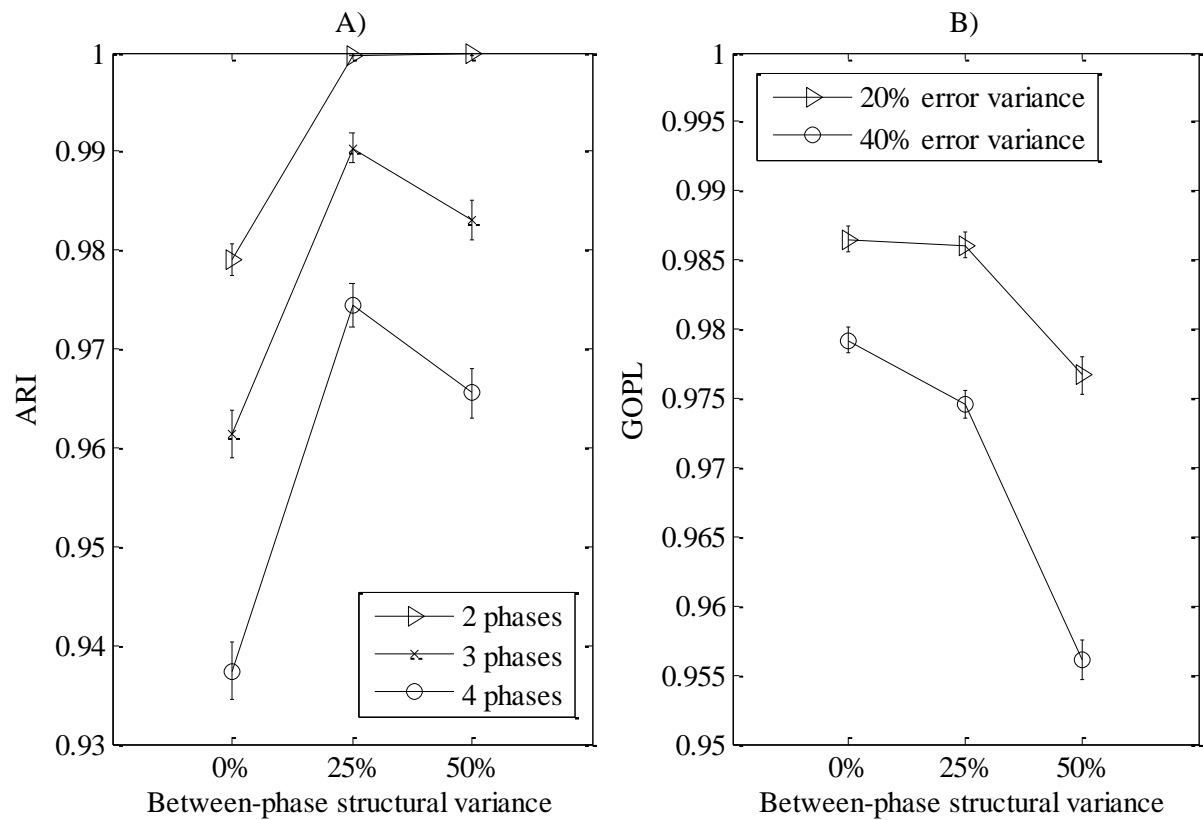 A)
ARI
1
0.99
0.98
0.97
0.96
0.95
0.94
0.93
2 phases
3 phases
4 phases
0%
25%
50%
Between-phase structural variance
B)
GOPL
1
0.995
0.99
0.985
0.98
0.975
0.97
0.965
0.96
0.955
0.95
20% error variance
40% error variance
0%
25%
50%
Between-phase structural variance